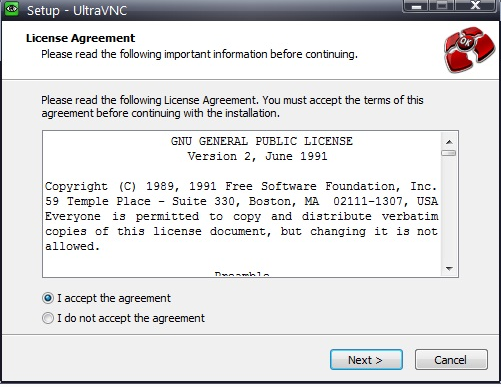 Setup - UltraVNC
License Agreement
Please read the following important information before continuing.
OK
Please read the following License Agreement. You must accept the terms of this
agreement before continuing with the installation.
GNU GENERAL PUBLIC LICENSE
Version 2, June 1991
Copyright (C) 1989, 1991 Free Software Foundation, Inc.
59 Temple Place - Suite 330, Boston, MA  02111-1307, USA
Everyone is permitted to copy and distribute verbatim
copies of this license document, but changing it is not
allowed.
Preamble
I accept the agreement
I do not accept the agreement
Next >
Cancel